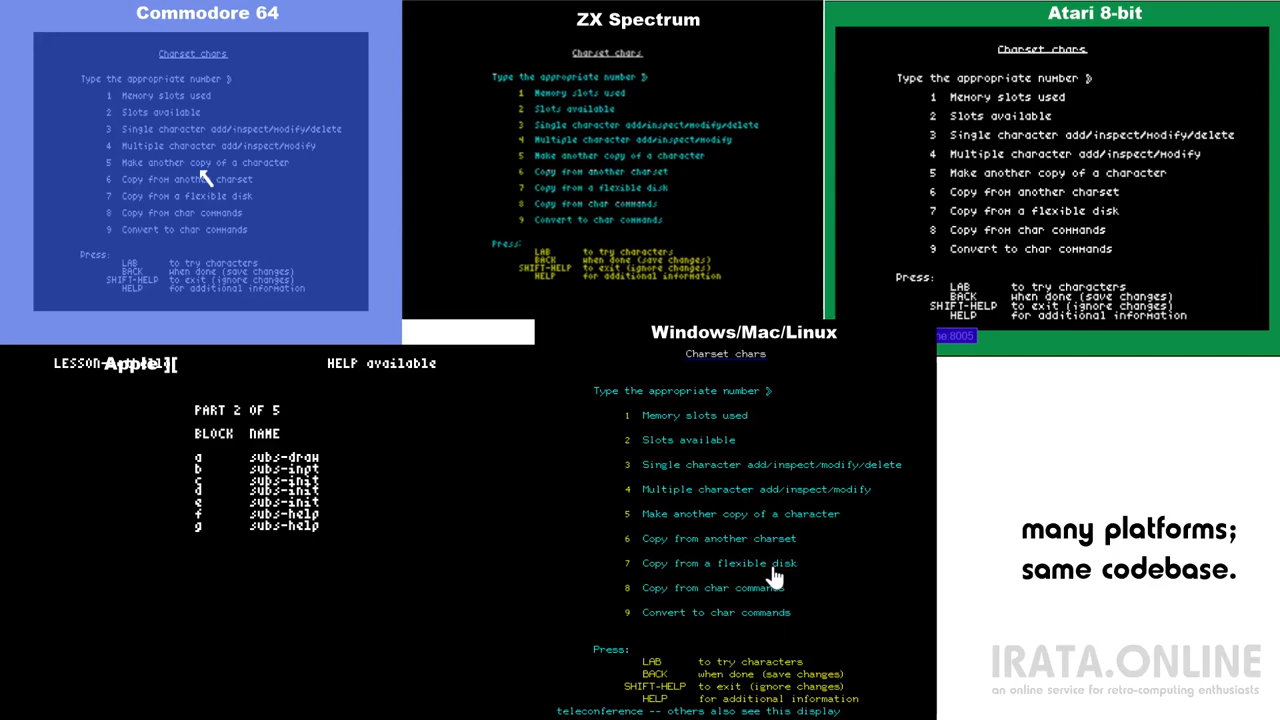 Commodore 64
Charset chars
Type the appropriate number
1 Memory slots used
2 Slots available
3 Single character add/inspect/modify/delete
4 Multiple character add/inspect/modify
5 Make another copy of a character
6 Copy from another charset
7 Copy from a flexible disk
8 Copy from char commands
9 Convert to char commands
Press:
LAB to try characters
BACK when done (save changes)
SHIFT-HELP to exit (ignore changes)
HELP for additional information
ZX Spectrum
Charset chars
Type the appropriate number
1 Memory slots used
2 Slots available
3 Single character add/inspect/modify/delete
4 Multiple character add/inspect/modify
5 Make another copy of a character
6 Copy from another charset
7 Copy from a flexible disk
8 Copy from char commands
9 Convert to char commands
Press:
LAB to try characters
BACK when done (save changes)
SHIFT-HELP to exit (ignore changes)
HELP for additional information
Atari 8-bit
Charset chars
Type the appropriate number
1 Memory slots used
2 Slots available
3 Single character add/inspect/modify/delete
4 Multiple character add/inspect/modify
5 Make another copy of a character
6 Copy from another charset
7 Copy from a flexible disk
8 Copy from char commands
9 Convert to char commands
Press:
LAB to try characters
BACK when done (save changes)
SHIFT-HELP to exit (ignore changes)
HELP for additional information
ne:8005
Apple ][
LESSON HELP available
PART 2 OF 5
BLOCK NAME
a subs-draw
b subs-inpt
c subs-init
d subs-init
e subs-init
f subs-help
g subs-help
Windows/Mac/Linux
Charset chars
Type the appropriate number
1 Memory slots used
2 Slots available
3 Single character add/inspect/modify/delete
4 Multiple character add/inspect/modify
5 Make another copy of a character
6 Copy from another charset
7 Copy from a flexible disk
8 Copy from char commands
9 Convert to char commands
Press:
LAB to try characters
BACK when done (save changes)
SHIFT-HELP to exit (ignore changes)
HELP for additional information
teleconference -- others also see this display
many platforms;
same codebase.
IRATA.ONLINE
an online service for retro-computing enthusiasts